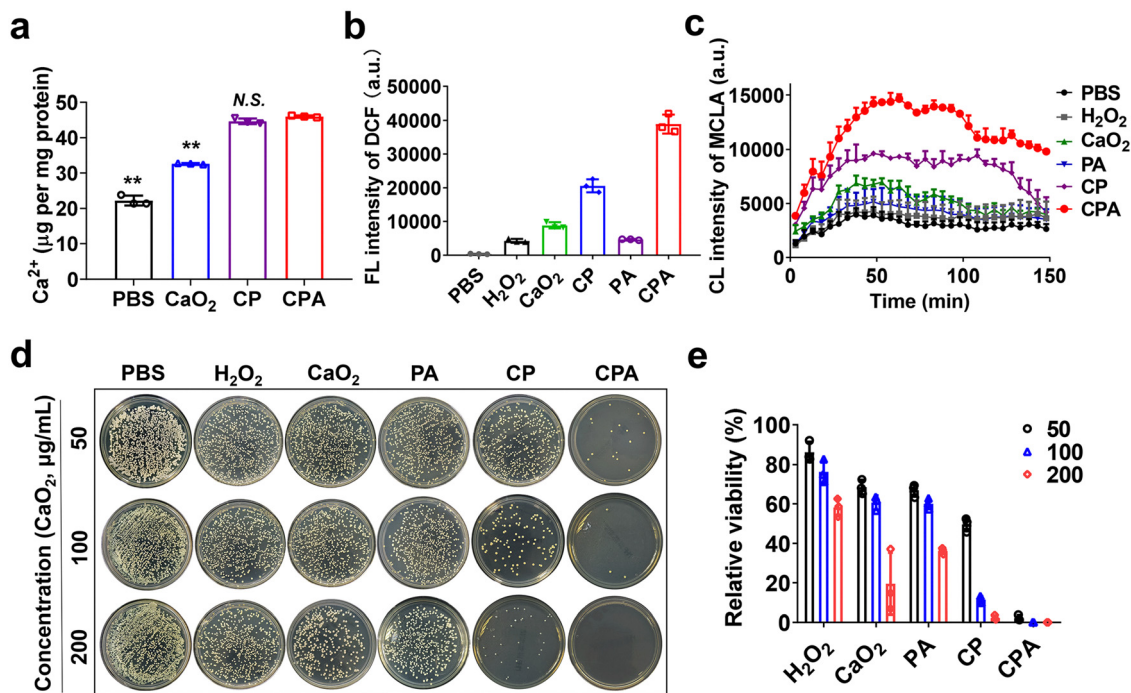 a
Ca²⁺ (μg per mg protein)
50
40
30
20
10
0
**
**
N.S.
PBS
CaO₂
CP
CPA
b
FL intensity of DCF (a.u.)
50000
40000
30000
20000
10000
0
PBS
H₂O₂
CaO₂
CP
PA
CPA
c
CL intensity of MCLA (a.u.)
15000
10000
5000
0
0
50
100
150
Time (min)
PBS
H₂O₂
CaO₂
PA
CP
CPA
d
PBS
H₂O₂
CaO₂
PA
CP
CPA
Concentration (CaO₂, μg/mL)
50
100
200
e
Relative viability (%)
100
80
60
40
20
0
50
100
200
H₂O₂
CaO₂
PA
CP
CPA